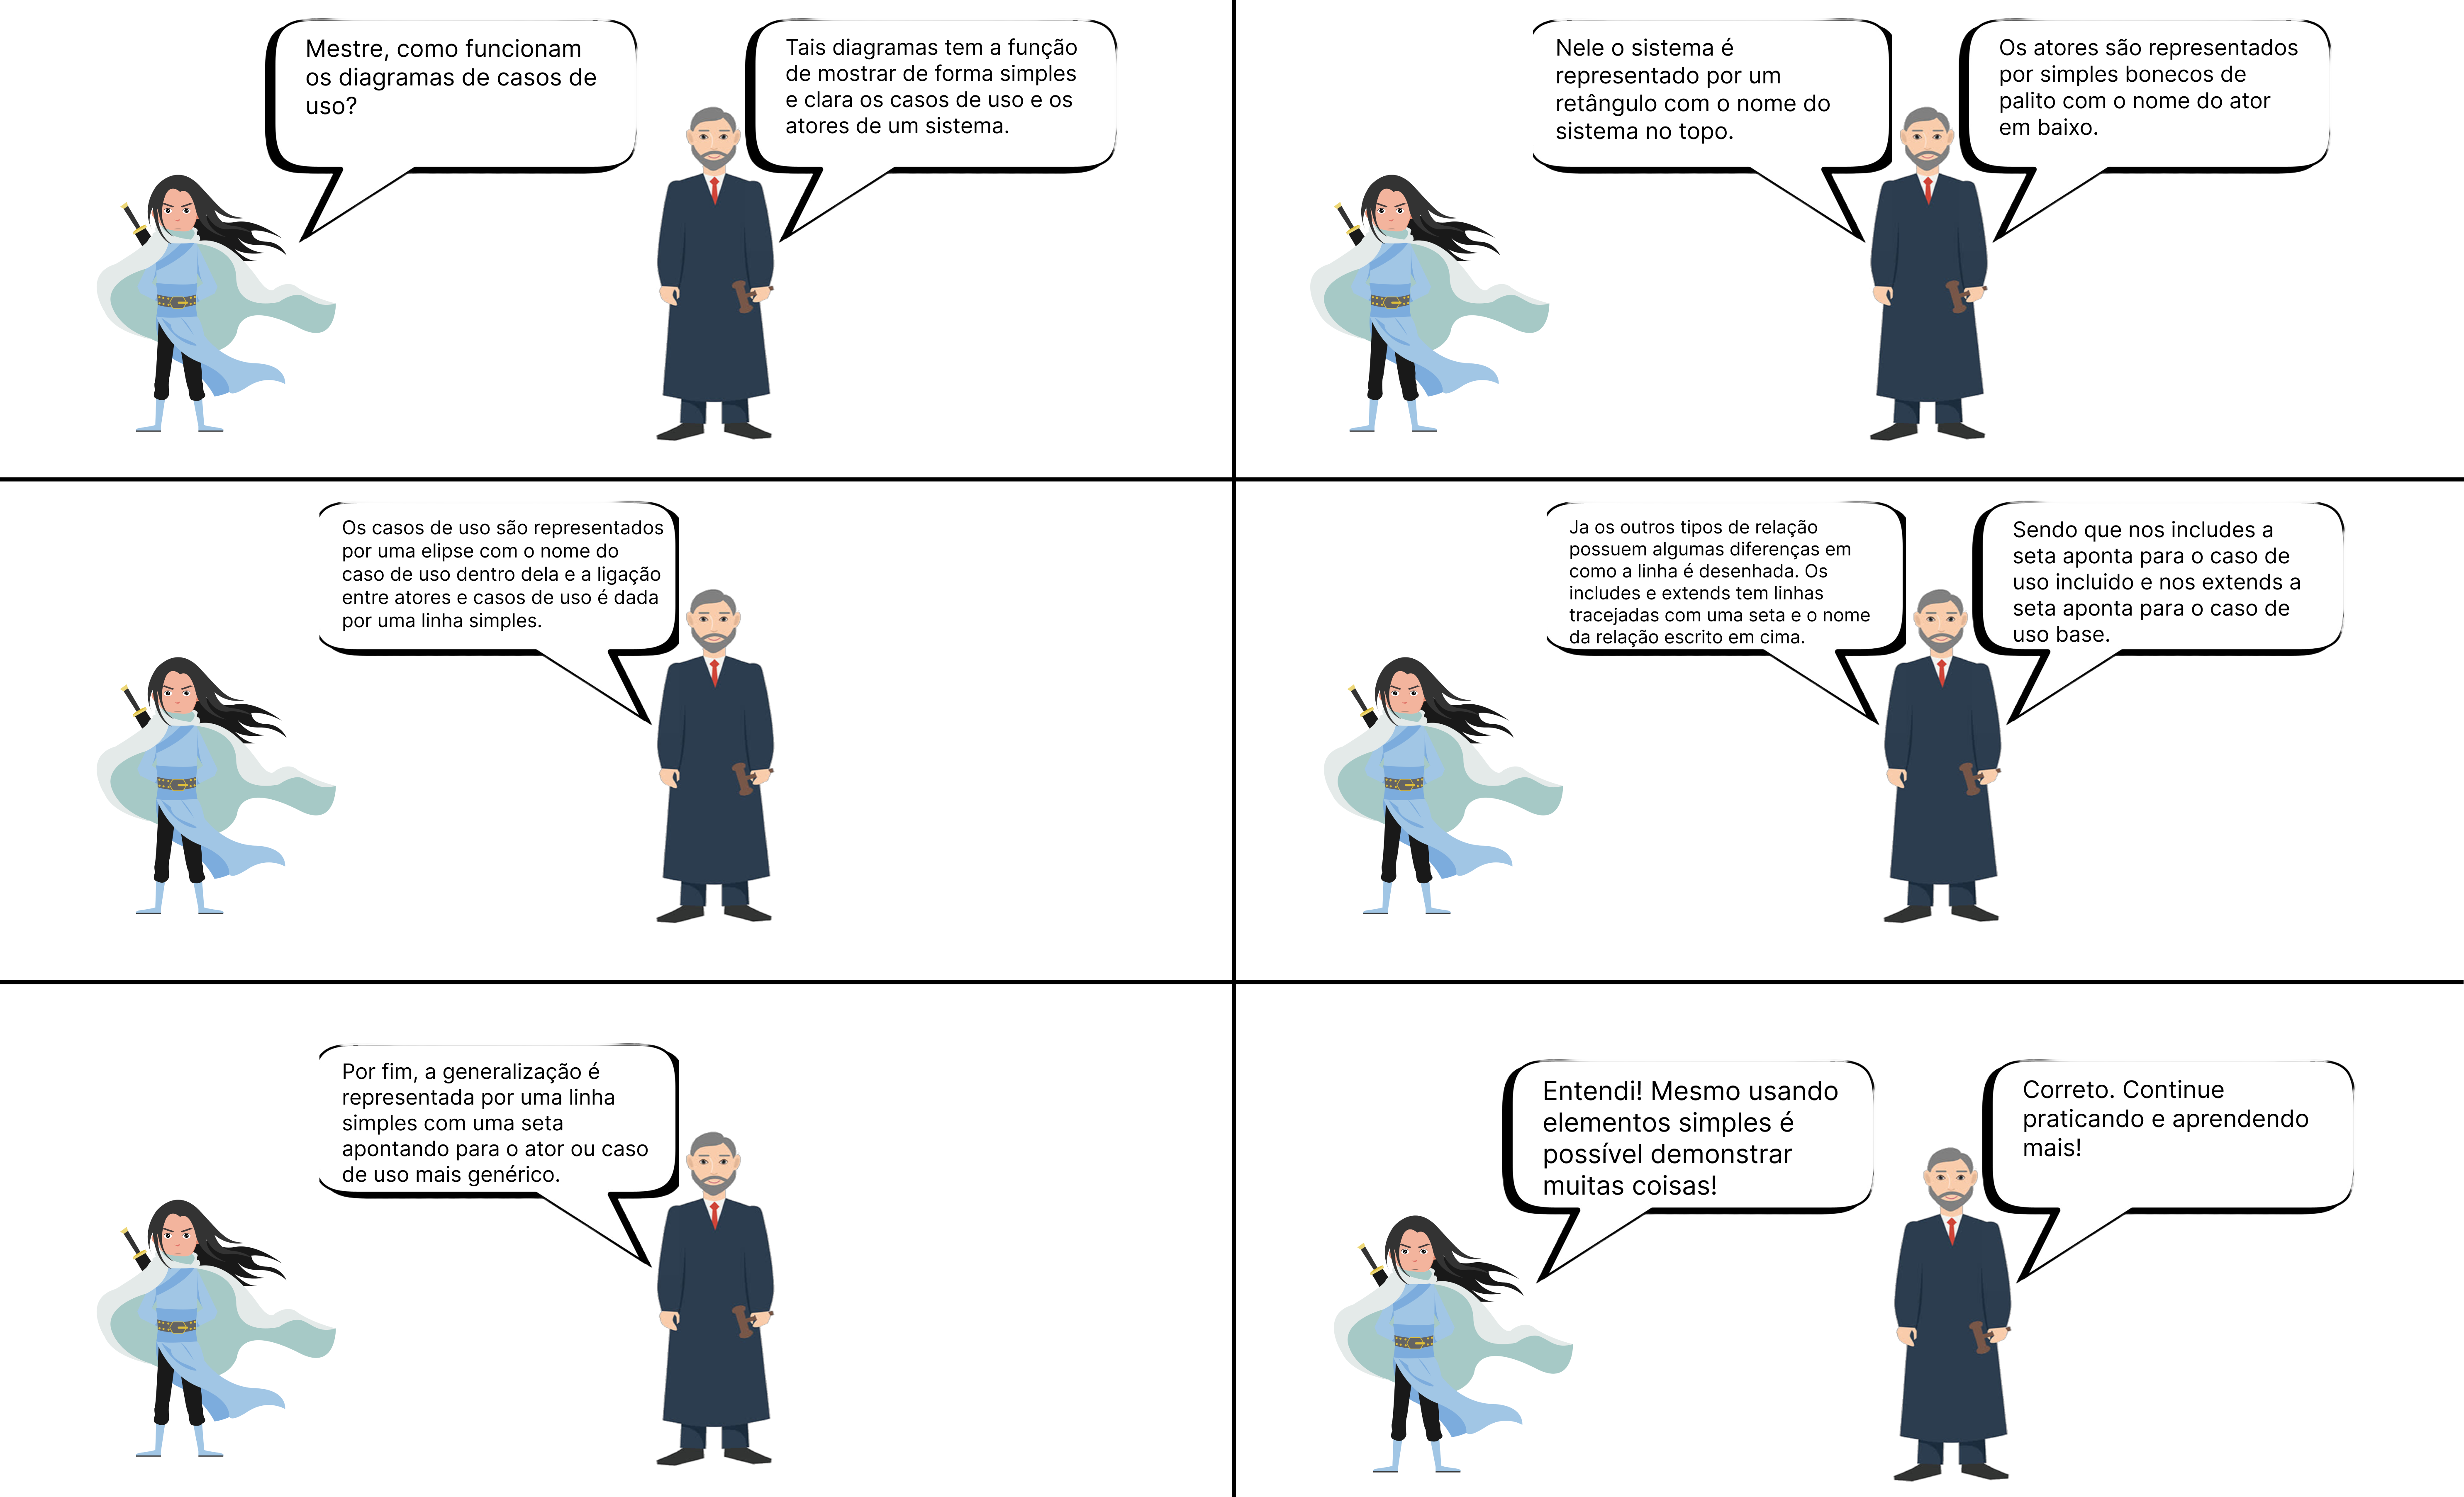 Mestre, como funcionam
os diagramas de casos de
uso?
Tais diagramas tem a função
de mostrar de forma simples
e clara os casos de uso e os
atores de um sistema.
Nele o sistema é
representado por um
retângulo com o nome do
sistema no topo.
Os atores são representados
por simples bonecos de
palito com o nome do ator
em baixo.
Os casos de uso são representados
por uma elipse com o nome do
caso de uso dentro dela e a ligação
entre atores e casos de uso é dada
por uma linha simples.
Ja os outros tipos de relação
possuem algumas diferenças em
como a linha é desenhada. Os
includes e extends tem linhas
tracejadas com uma seta e o nome
da relação escrito em cima.
Sendo que nos includes a
seta aponta para o caso de
uso incluido e nos extends a
seta aponta para o caso de
uso base.
Por fim, a generalização é
representada por uma linha
simples com uma seta
apontando para o ator ou caso
de uso mais genérico.
Entendi! Mesmo usando
elementos simples é
possível demonstrar
muitas coisas!
Correto. Continue
praticando e aprendendo
mais!